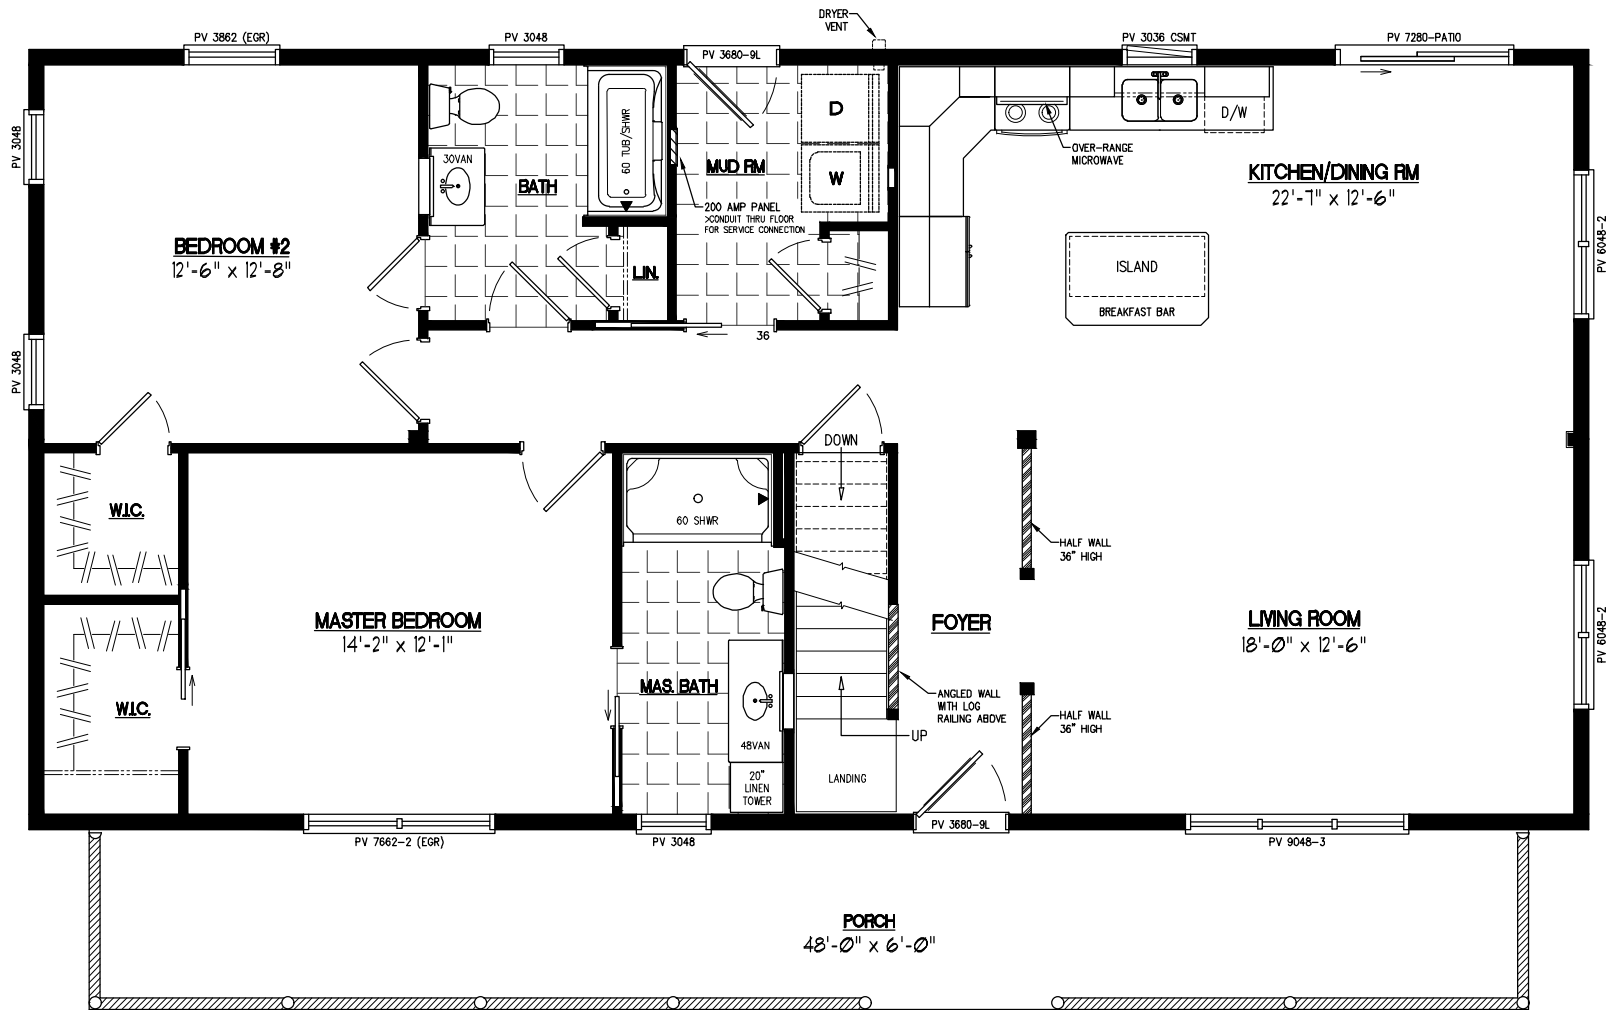 DRYER
VENT
PV 3862 (EGR)
PV 3048
PV 3680-9L
PV 3036 CSMT
PV 7280-PATIO
PV 3048
30VAN
BATH
60 TUB/SHWR
MUD RM
D
W
200 AMP PANEL
>CONDUIT THRU FLOOR
FOR SERVICE CONNECTION
D/W
OVER-RANGE
MICROWAVE
KITCHEN/DINING RM
22'-7" x 12'-6"
PV 6048-2
BEDROOM #2
12'-6" x 12'-8"
LIN.
ISLAND
BREAKFAST BAR
36
PV 3048
DOWN
W.I.C.
60 SHWR
HALF WALL
36" HIGH
MASTER BEDROOM
14'-2" x 12'-1"
FOYER
LIVING ROOM
18'-0" x 12'-6"
PV 6048-2
W.I.C.
MAS. BATH
ANGLED WALL
WITH LOG
RAILING ABOVE
HALF WALL
36" HIGH
UP
48VAN
20"
LINEN
TOWER
LANDING
PV 7662-2 (EGR)
PV 3048
PV 3680-9L
PV 9048-3
PORCH
48'-0" x 6'-0"